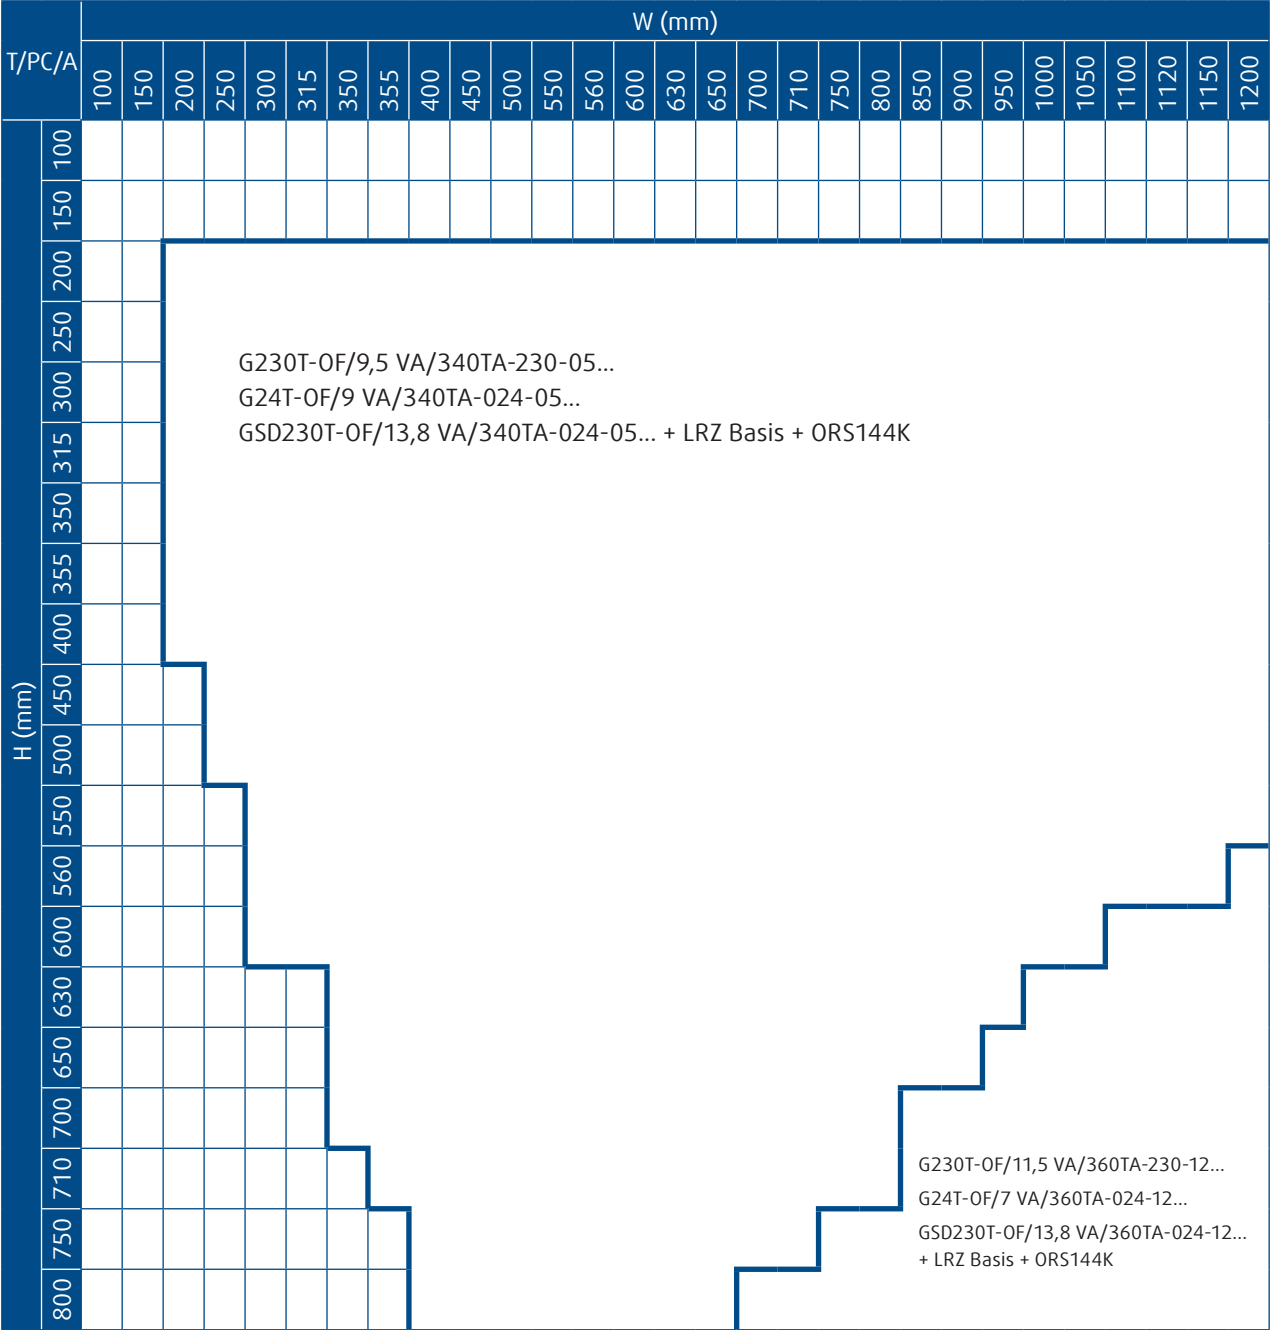 W (mm)
T/PC/A
100 150 200 250 300 315 350 355 400 450 500 550 560 600 630 650 700 710 750 800 850 900 950 1000 1050 1100 1120 1150 1200
H (mm)
100
150
200
250
300
315
350
355
400
450
500
550
560
600
630
650
700
710
750
800
G230T-OF/9,5 VA/340TA-230-05...
G24T-OF/9 VA/340TA-024-05...
GSD230T-OF/13,8 VA/340TA-024-05... + LRZ Basis + ORS144K
G230T-OF/11,5 VA/360TA-230-12...
G24T-OF/7 VA/360TA-024-12...
GSD230T-OF/13,8 VA/360TA-024-12...
+ LRZ Basis + ORS144K